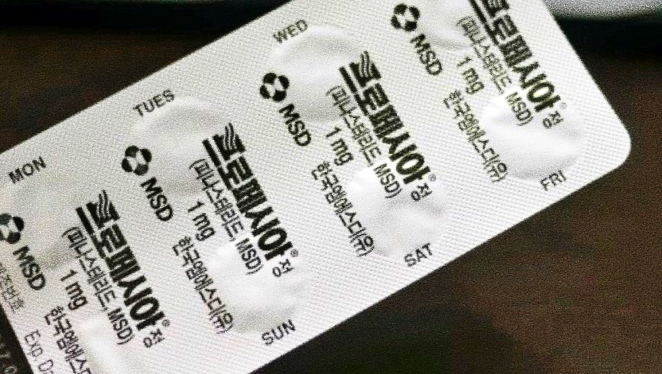 MON
TUES
WED
MSD
프로페시아®정
(피나스테리드, MSD)
1 mg
한국엠에스디(유)
MSD
프로페시아®정
(피나스테리드, MSD)
1 mg
한국엠에스디(유)
SUN
MSD
프로페시아®정
(피나스테리드, MSD)
1 mg
한국엠에스디(유)
SAT
MSD
프로페시아®정
(피나스테리드, MSD)
1 mg
한국엠에스디(유)
FRI
Exp. Da